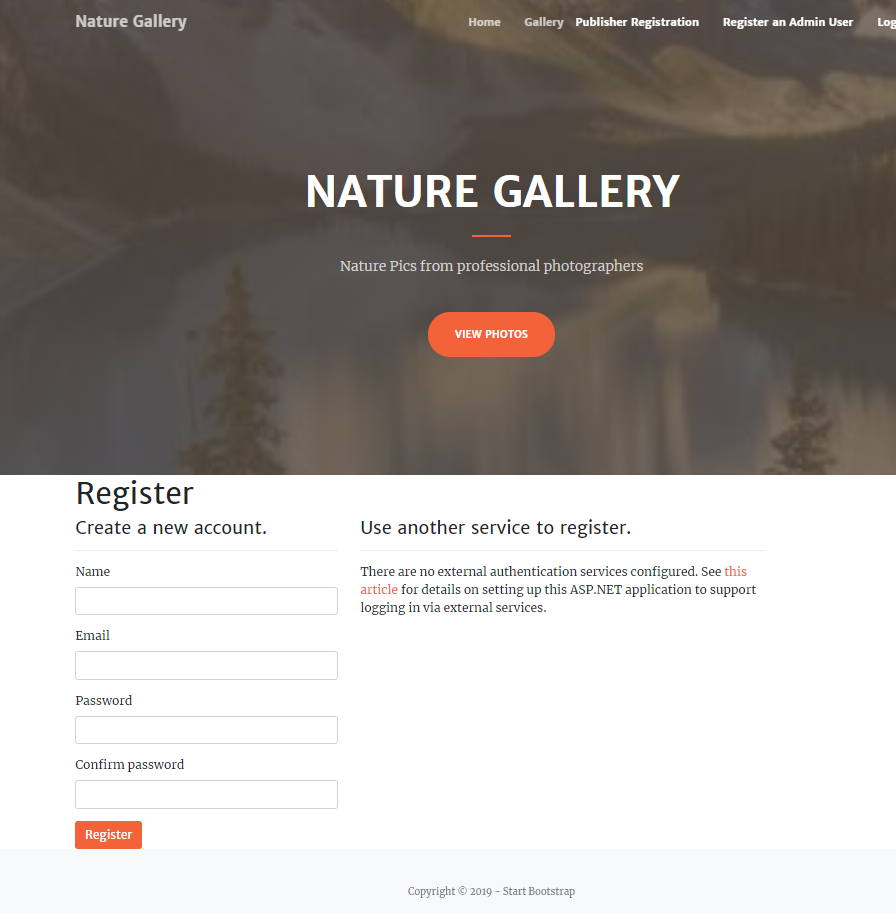 Nature Gallery
Home Gallery Publisher Registration Register an Admin User
NATURE GALLERY
Nature Pics from professional photographers
VIEW PHOTOS
Register
Create a new account.
Use another service to register.
Name
There are no external authentication services configured. See this
article for details on setting up this ASP.NET application to support
logging in via external services.
Email
Password
Confirm password
Register
Copyright © 2019 - Start Bootstrap